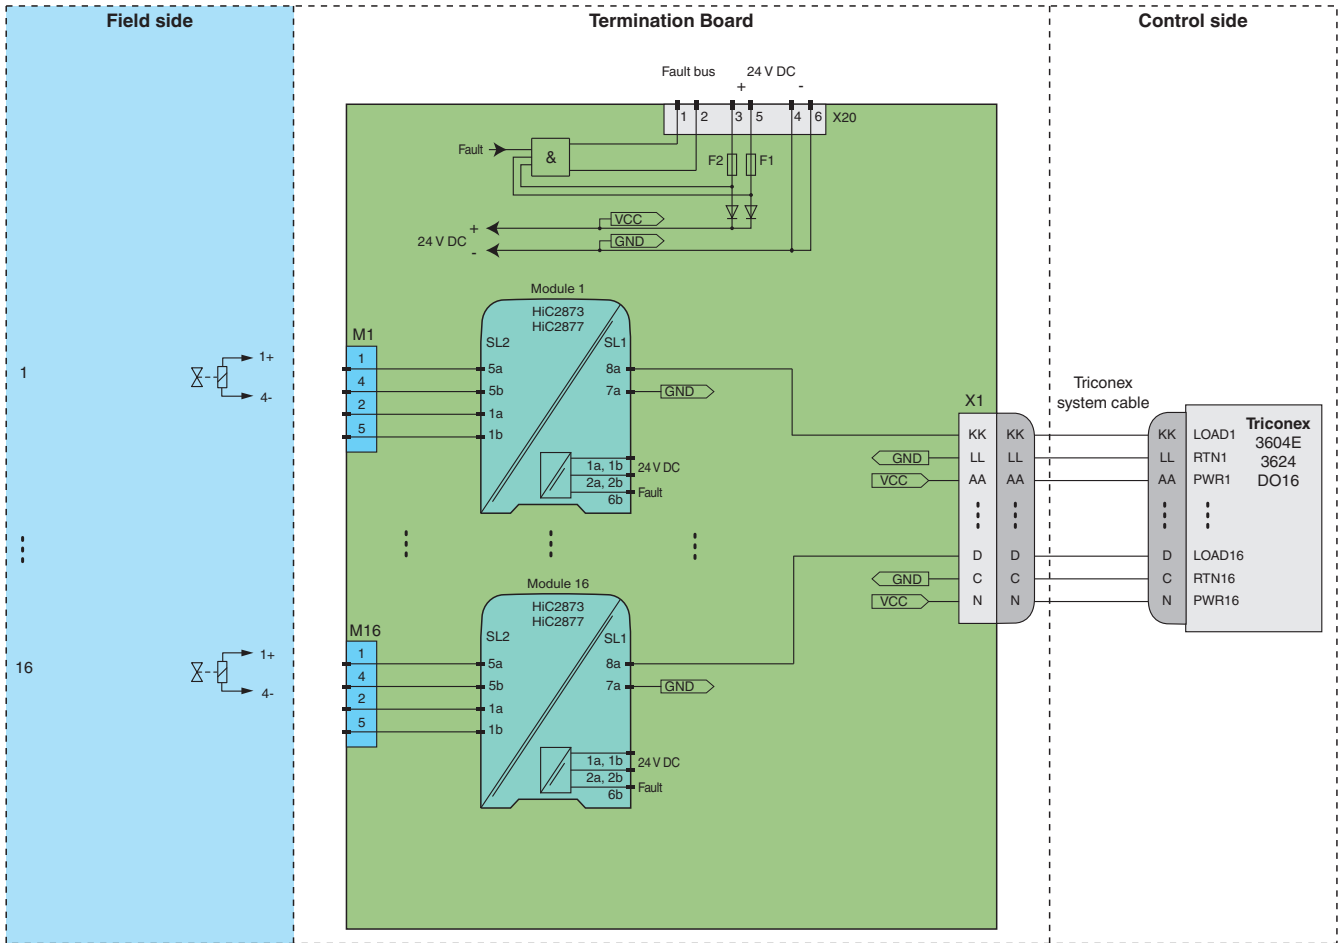 Field side
Termination Board
Control side
Fault bus
24 V DC
+
-
1 2 3 5 4 6 X20
Fault
&
F2
F1
VCC
+
24 V DC
-
GND
Module 1
HiC2873
HiC2877
SL2
SL1
M1
1
4
2
5
5a
5b
1a
1b
8a
7a
GND
1a, 1b
2a, 2b
6b
24 V DC
Fault
1
1+
4-
X1
Triconex
system cable
KK KK KK LOAD1
GND LL LL LL RTN1
VCC AA AA AA PWR1
Triconex
3604E
3624
DO16
D D D LOAD16
GND C C C RTN16
VCC N N N PWR16
Module 16
HiC2873
HiC2877
SL2
SL1
M16
1
4
2
5
5a
5b
1a
1b
8a
7a
GND
1a, 1b
2a, 2b
6b
24 V DC
Fault
16
1+
4-